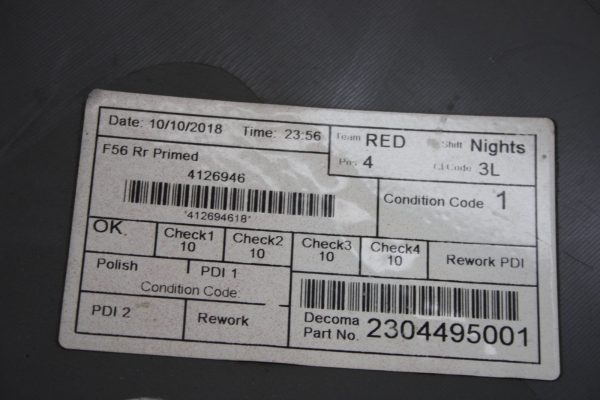 Date: 10/10/2018 Time: 23:56 Team RED Shift Nights
F56 Rr Primed Pos 4 3L
4126946
*412694618* Condition Code 1
OK. Check1 10 Check2 10 Check3 10 Check4 10 Rework PDI
Polish PDI 1
Condition Code:
PDI 2 Rework Decoma Part No. 2304495001